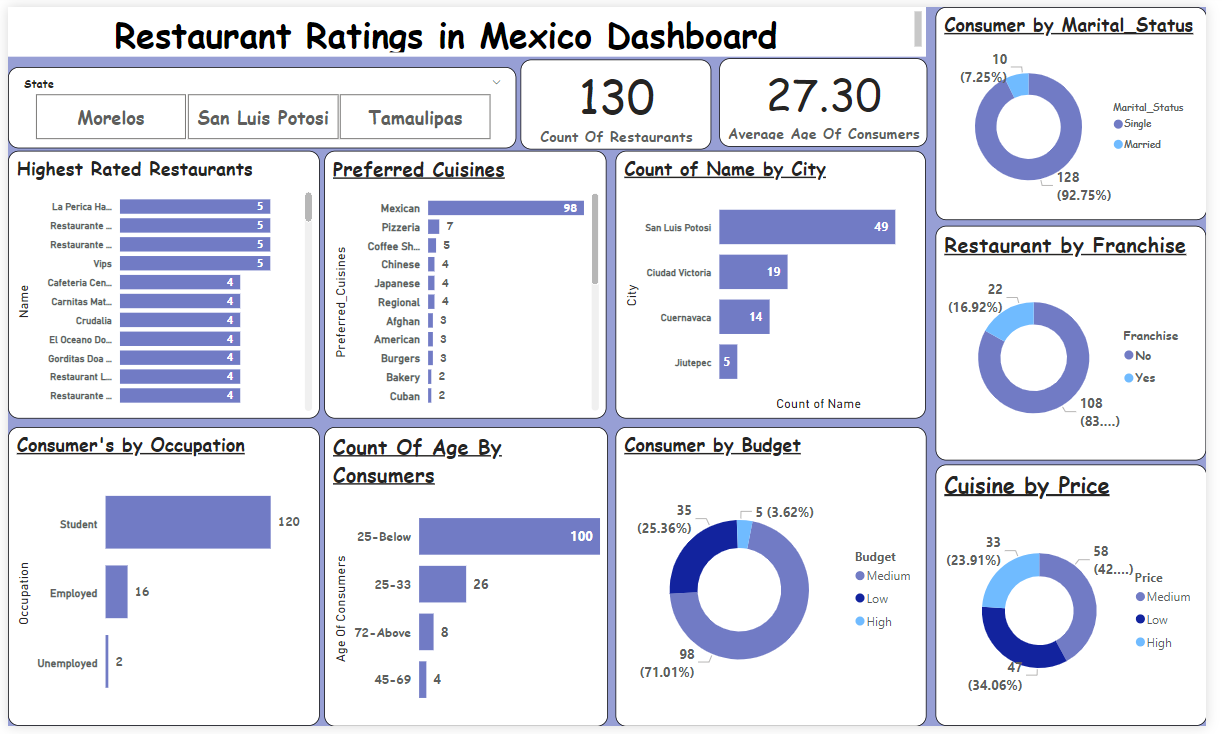 Restaurant Ratings in Mexico Dashboard
State
Morelos
San Luis Potosi
Tamaulipas
130
Count Of Restaurants
27.30
Average Age Of Consumers
Consumer by Marital_Status
10
(7.25%)
128
(92.75%)
Marital_Status
Single
Married
Highest Rated Restaurants
Name
La Perica Ha... 5
Restaurante ... 5
Restaurante ... 5
Vips 5
Cafeteria Cen... 4
Carnitas Mat... 4
Crudalia 4
El Oceano Do... 4
Gorditas Doa ... 4
Restaurant L... 4
Restaurante ... 4
Preferred Cuisines
Preferred_Cuisines
Mexican 98
Pizzeria 7
Coffee Sh... 5
Chinese 4
Japanese 4
Regional 4
Afghan 3
American 3
Burgers 3
Bakery 2
Cuban 2
Count of Name by City
City
San Luis Potosi 49
Ciudad Victoria 19
Cuernavaca 14
Jiutepec 5
Count of Name
Restaurant by Franchise
22
(16.92%)
108
(83....)
Franchise
No
Yes
Consumer's by Occupation
Occupation
Student 120
Employed 16
Unemployed 2
Count Of Age By
Consumers
Age Of Consumers
25-Below 100
25-33 26
72-Above 8
45-69 4
Consumer by Budget
35
(25.36%)
5 (3.62%)
98
(71.01%)
Budget
Medium
Low
High
Cuisine by Price
33
(23.91%)
58
(42....)
47
(34.06%)
Price
Medium
Low
High